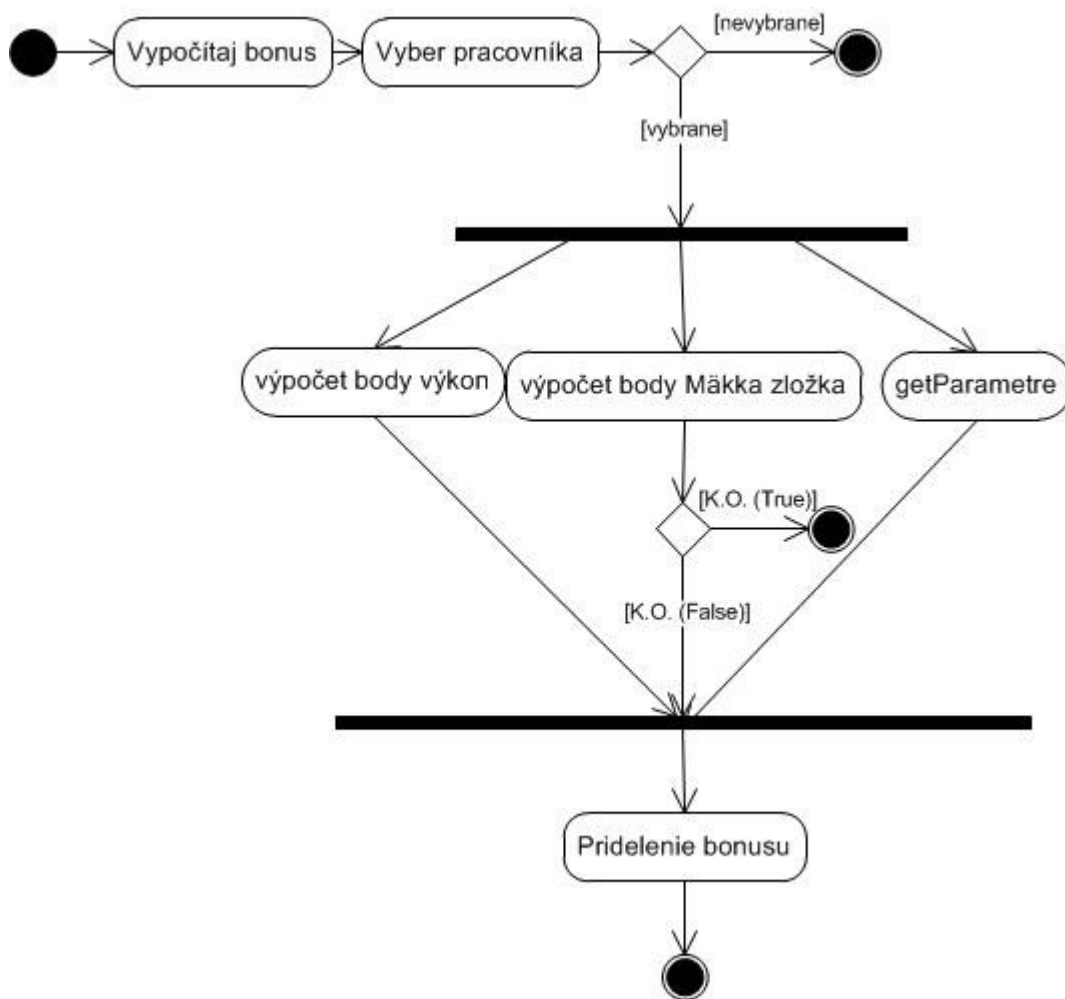 [nevybrane]
Vypočítaj bonus
Vyber pracovníka
[vybrane]
výpočet body výkon
výpočet body Mäkka zložka
getParametre
[K.O. (True)]
[K.O. (False)]
Pridelenie bonusu